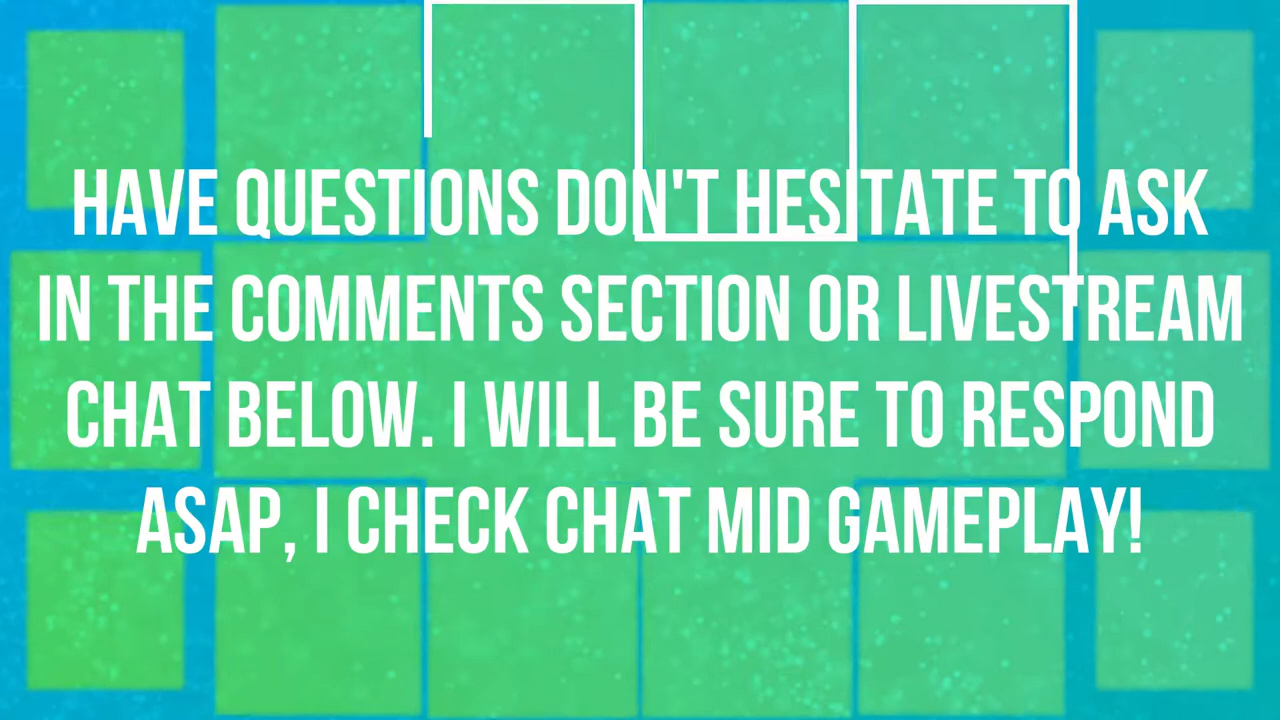 HAVE QUESTIONS DON'T HESITATE TO ASK
IN THE COMMENTS SECTION OR LIVESTREAM
CHAT BELOW. I WILL BE SURE TO RESPOND
ASAP, I CHECK CHAT MID GAMEPLAY!